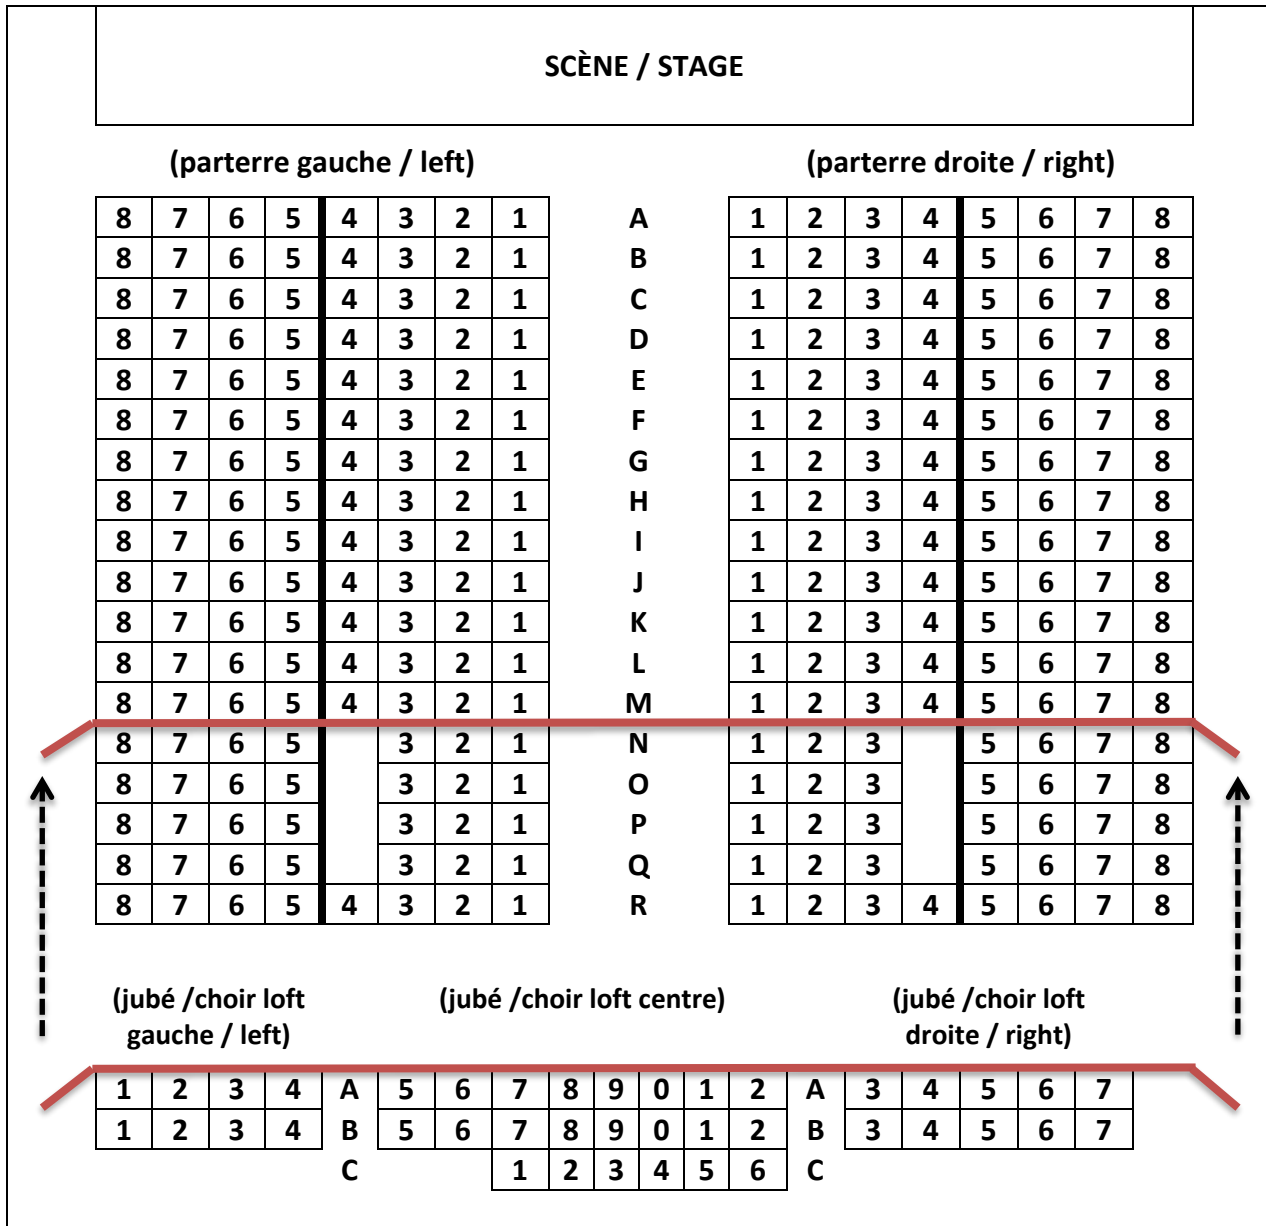 SCÈNE / STAGE
(parterre gauche / left) (parterre droite / right)
8 7 6 5 4 3 2 1 A 1 2 3 4 5 6 7 8
8 7 6 5 4 3 2 1 B 1 2 3 4 5 6 7 8
8 7 6 5 4 3 2 1 C 1 2 3 4 5 6 7 8
8 7 6 5 4 3 2 1 D 1 2 3 4 5 6 7 8
8 7 6 5 4 3 2 1 E 1 2 3 4 5 6 7 8
8 7 6 5 4 3 2 1 F 1 2 3 4 5 6 7 8
8 7 6 5 4 3 2 1 G 1 2 3 4 5 6 7 8
8 7 6 5 4 3 2 1 H 1 2 3 4 5 6 7 8
8 7 6 5 4 3 2 1 I 1 2 3 4 5 6 7 8
8 7 6 5 4 3 2 1 J 1 2 3 4 5 6 7 8
8 7 6 5 4 3 2 1 K 1 2 3 4 5 6 7 8
8 7 6 5 4 3 2 1 L 1 2 3 4 5 6 7 8
8 7 6 5 4 3 2 1 M 1 2 3 4 5 6 7 8
8 7 6 5 3 2 1 N 1 2 3 5 6 7 8
8 7 6 5 3 2 1 O 1 2 3 5 6 7 8
8 7 6 5 3 2 1 P 1 2 3 5 6 7 8
8 7 6 5 3 2 1 Q 1 2 3 5 6 7 8
8 7 6 5 4 3 2 1 R 1 2 3 4 5 6 7 8
(jubé /choir loft
gauche / left)
(jubé /choir loft centre)
(jubé /choir loft
droite / right)
1 2 3 4 A 5 6 7 8 9 0 1 2 A 3 4 5 6 7
1 2 3 4 B 5 6 7 8 9 0 1 2 B 3 4 5 6 7
C 1 2 3 4 5 6 C